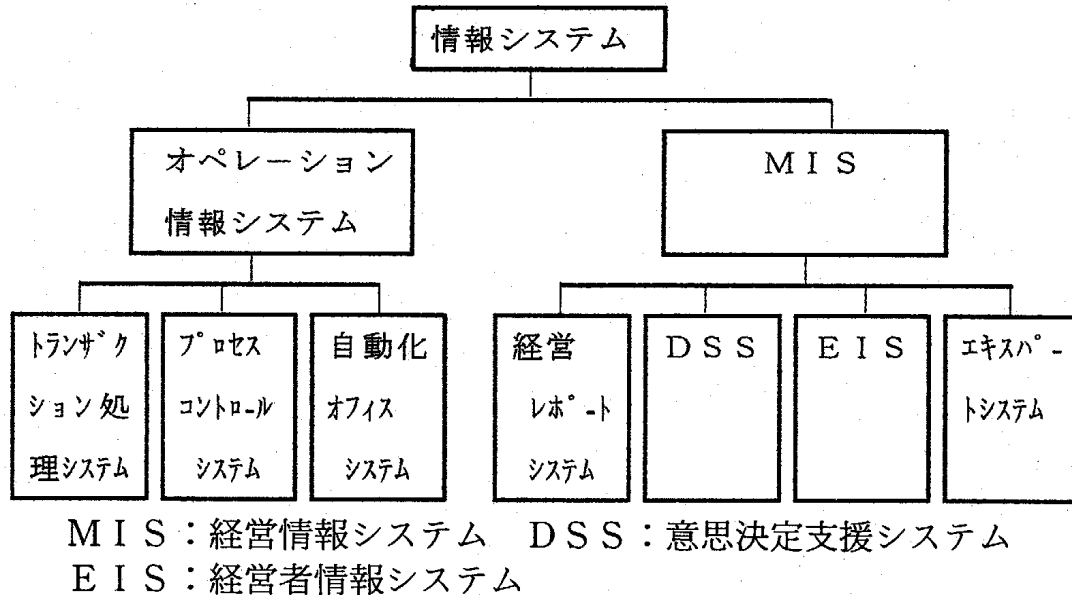 情報システム
オペレーション
情報システム
ＭＩＳ
トランザク
ション処
理システム
プロセス
コントロール
システム
自動化
オフィス
システム
経営
レポート
システム
ＤＳＳ
ＥＩＳ
エキスパー
トシステム
ＭＩＳ：経営情報システム　ＤＳＳ：意思決定支援システム
ＥＩＳ：経営者情報システム